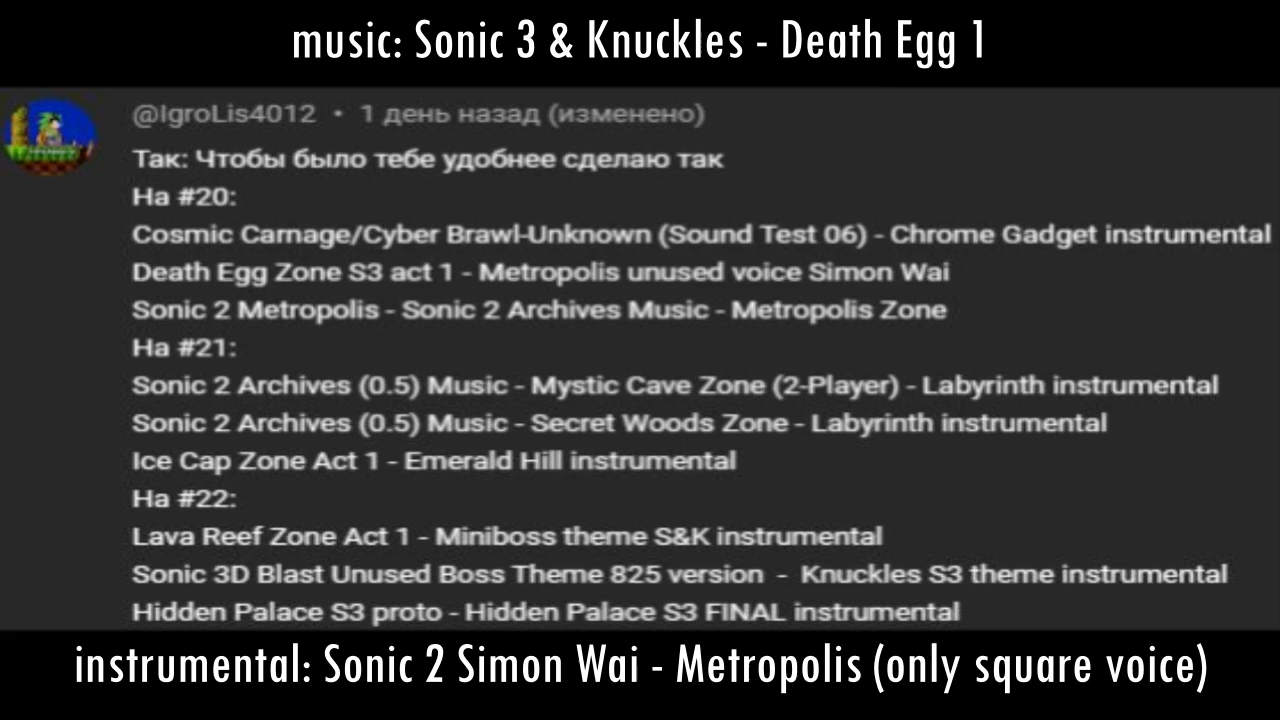 music: Sonic 3 & Knuckles - Death Egg 1
@IgroLis4012 • 1 день назад (изменено)
Так: Чтобы было тебе удобнее сделаю так
На #20:
Cosmic Carnage/Cyber Brawl-Unknown (Sound Test 06) - Chrome Gadget instrumental
Death Egg Zone S3 act 1 - Metropolis unused voice Simon Wai
Sonic 2 Metropolis - Sonic 2 Archives Music - Metropolis Zone
На #21:
Sonic 2 Archives (0.5) Music - Mystic Cave Zone (2-Player) - Labyrinth instrumental
Sonic 2 Archives (0.5) Music - Secret Woods Zone - Labyrinth instrumental
Ice Cap Zone Act 1 - Emerald Hill instrumental
На #22:
Lava Reef Zone Act 1 - Miniboss theme S&K instrumental
Sonic 3D Blast Unused Boss Theme 825 version - Knuckles S3 theme instrumental
Hidden Palace S3 proto - Hidden Palace S3 FINAL instrumental
instrumental: Sonic 2 Simon Wai - Metropolis (only square voice)